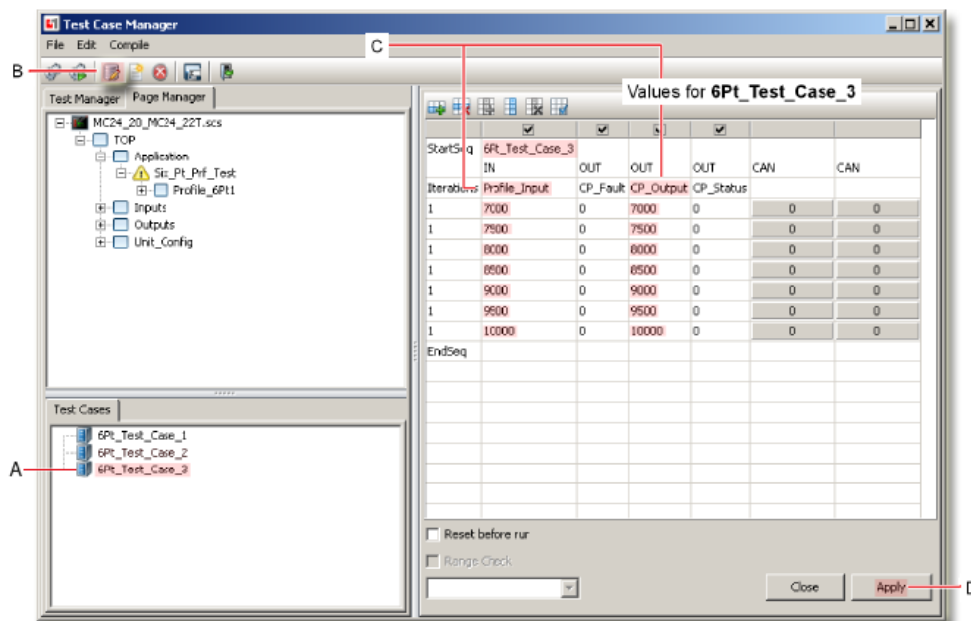 Test Case Manager
File Edit Compile
C
B
Test Manager Page Manager
Values for 6Pt_Test_Case_3
MC24_20_MC24_22T.scs
TOP
Application
Six_Pt_Prf_Test
Profile_6Pt1
Inputs
Outputs
Unit_Config
StartSeq 6Pt_Test_Case_3
IN OUT OUT OUT CAN CAN
Iterations Profile_Input CP_Fault CP_Output CP_Status
1 7000 0 7000 0 0 0
1 7500 0 7500 0 0 0
1 8000 0 8000 0 0 0
1 8500 0 8500 0 0 0
1 9000 0 9000 0 0 0
1 9500 0 9500 0 0 0
1 10000 0 10000 0 0 0
EndSeq
Test Cases
6Pt_Test_Case_1
6Pt_Test_Case_2
A
6Pt_Test_Case_3
Reset before rur
Range Check
Close Apply
D